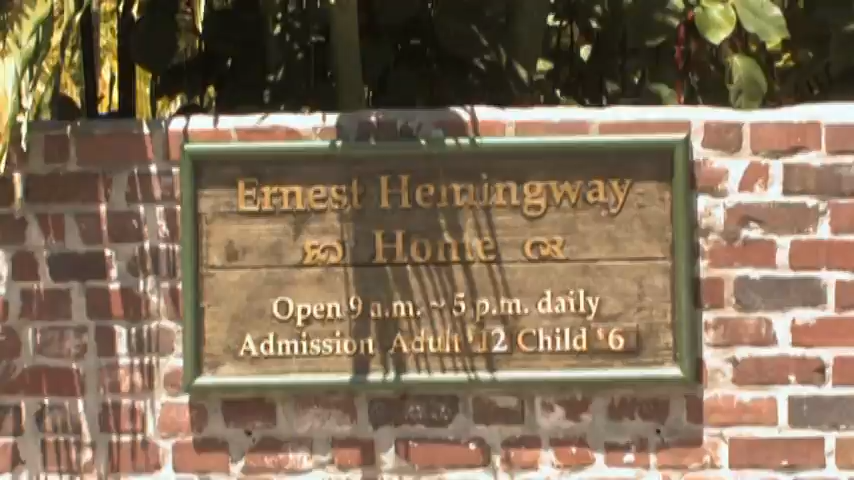 Ernest Hemingway
Home
Open 9 a.m. ~ 5 p.m. daily
Admission Adult $12 Child $6